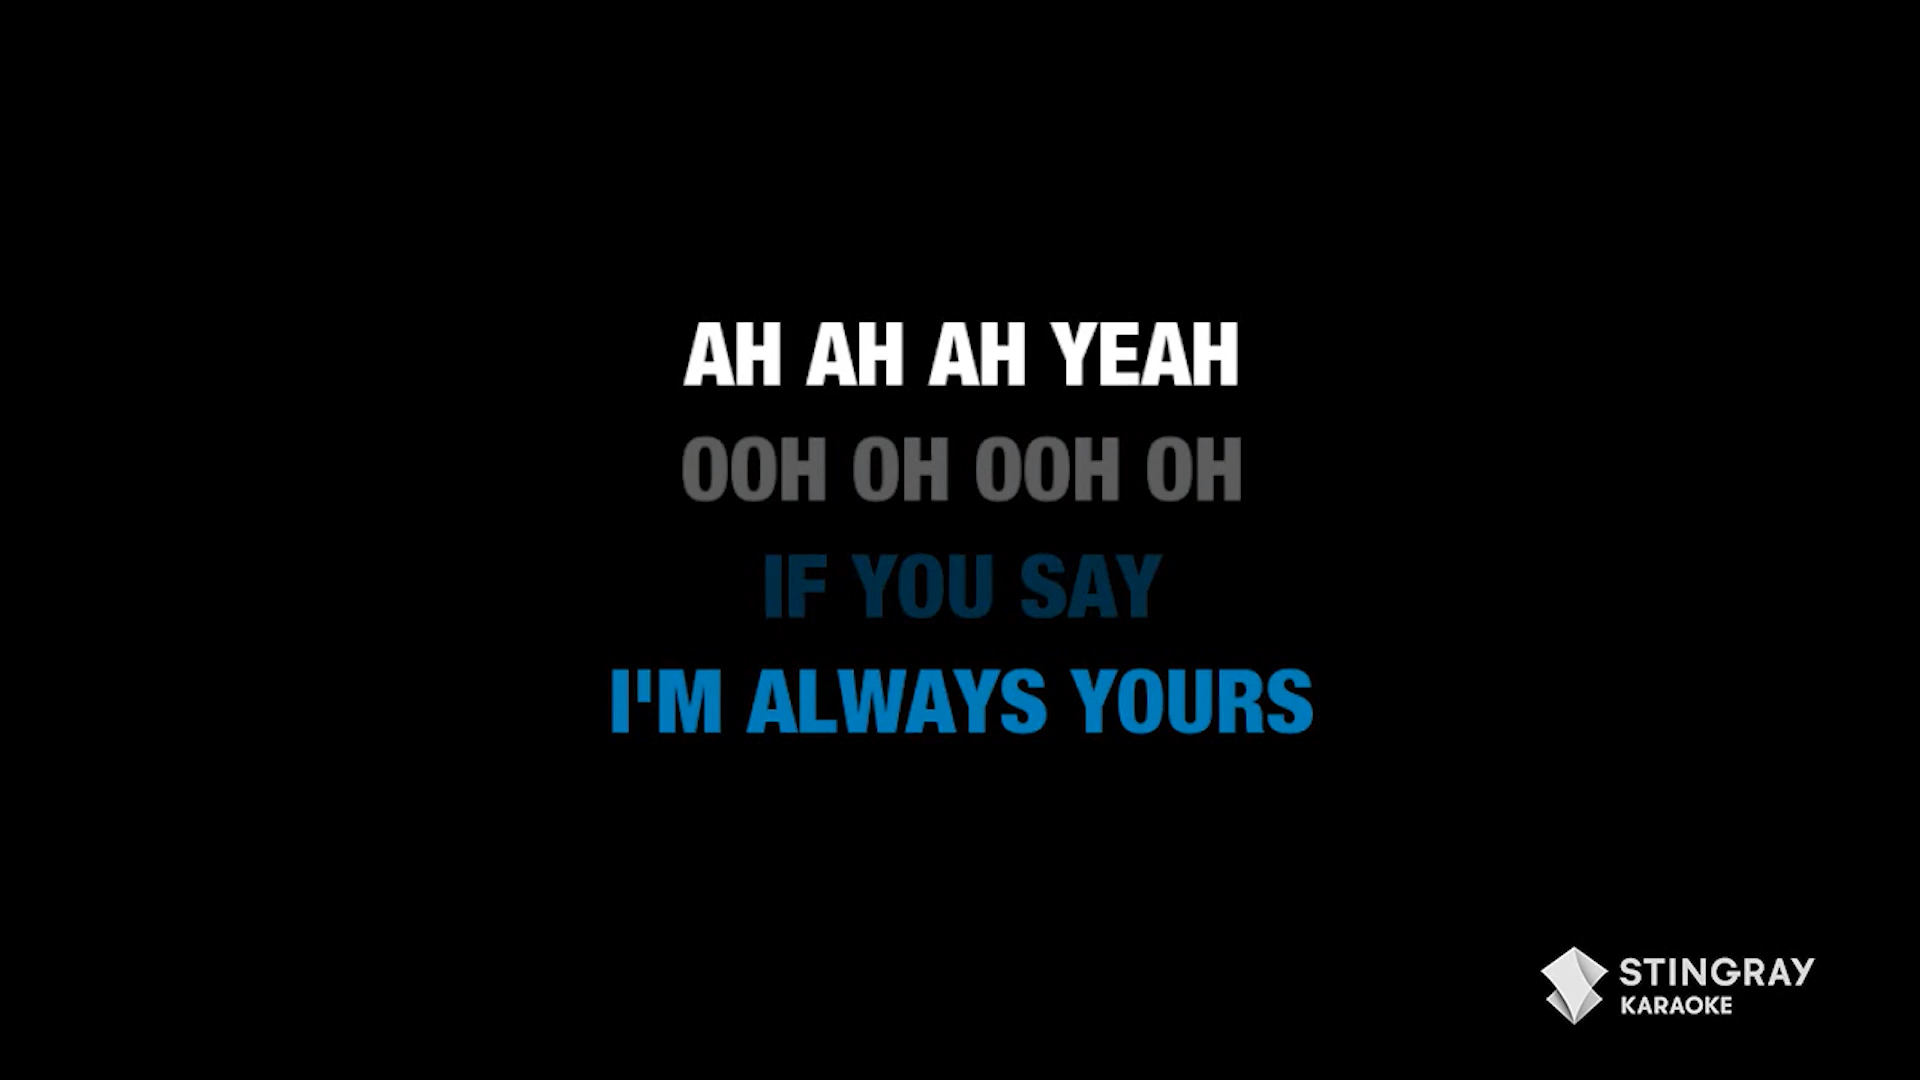 AH AH AH YEAH
OOH OH OOH OH
IF YOU SAY
I'M ALWAYS YOURS
STINGRAY
KARAOKE